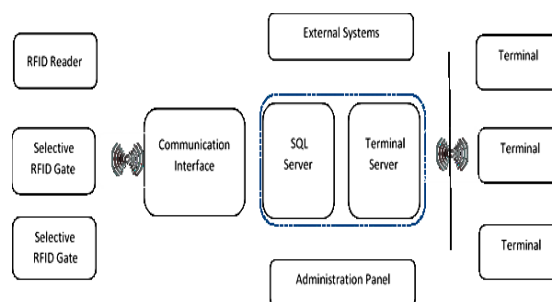 RFID Reader
Selective
RFID Gate
Selective
RFID Gate
Communication
Interface
External Systems
SQL
Server
Terminal
Server
Administration Panel
Terminal
Terminal
Terminal